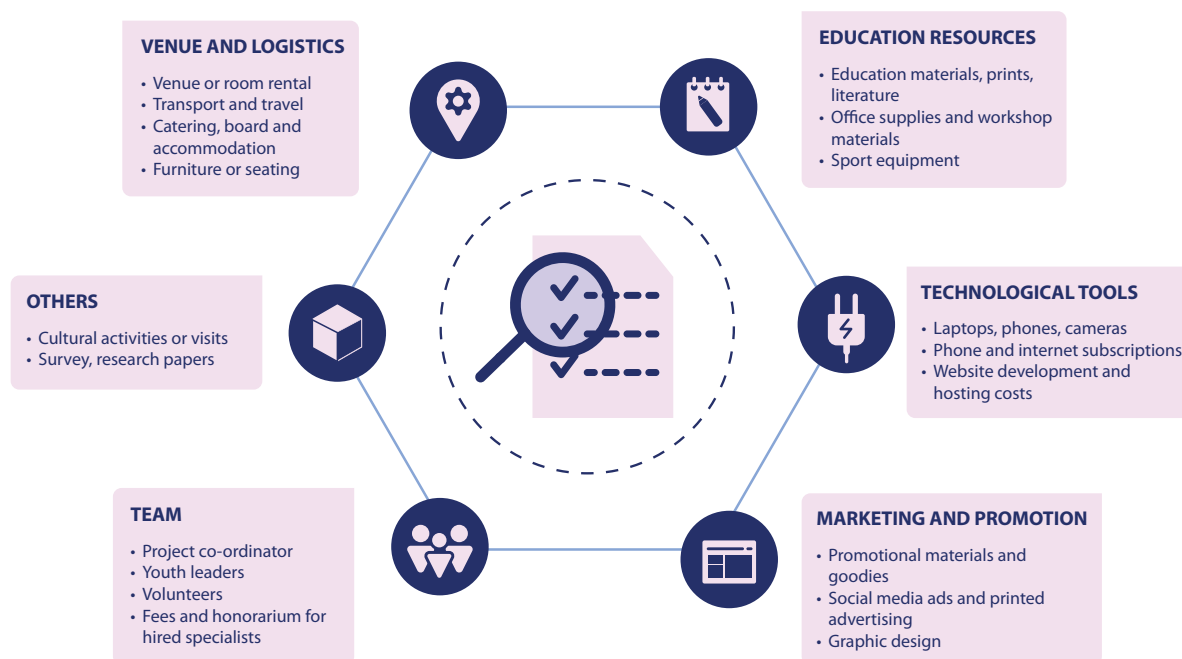 VENUE AND LOGISTICS
• Venue or room rental
• Transport and travel
• Catering, board and
accommodation
• Furniture or seating
EDUCATION RESOURCES
• Education materials, prints,
literature
• Office supplies and workshop
materials
• Sport equipment
OTHERS
• Cultural activities or visits
• Survey, research papers
TECHNOLOGICAL TOOLS
• Laptops, phones, cameras
• Phone and internet subscriptions
• Website development and
hosting costs
TEAM
• Project co-ordinator
• Youth leaders
• Volunteers
• Fees and honorarium for
hired specialists
MARKETING AND PROMOTION
• Promotional materials and
goodies
• Social media ads and printed
advertising
• Graphic design